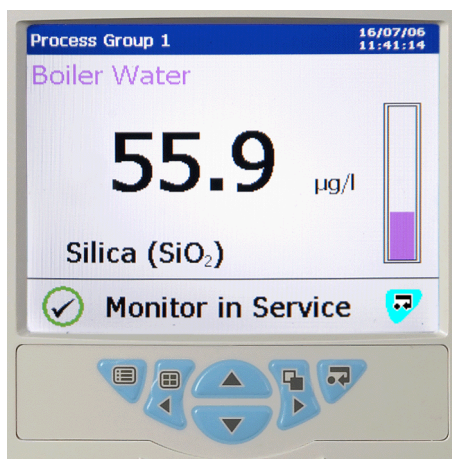 Process Group 1
16/07/06
11:41:14
Boiler Water
55.9 µg/l
Silica (SiO₂)
Monitor in Service